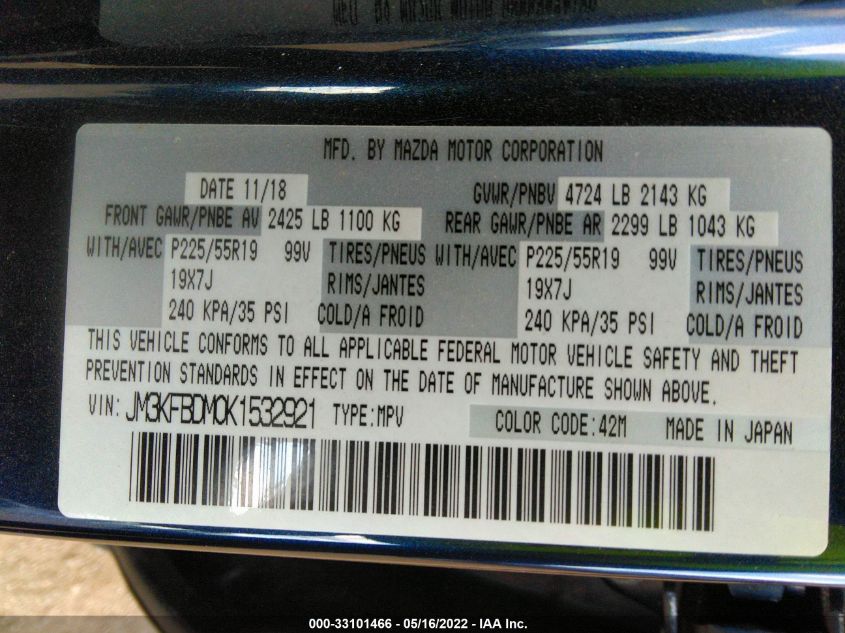 MFD. BY MAZDA MOTOR CORPORATION
DATE 11/18 GVWR/PNBV 4724 LB 2143 KG
FRONT GAWR/PNBE AV 2425 LB 1100 KG REAR GAWR/PNBE AR 2299 LB 1043 KG
WITH/AVEC P225/55R19 99V TIRES/PNEUS WITH/AVEC P225/55R19 99V TIRES/PNEUS
19X7J RIMS/JANTES 19X7J RIMS/JANTES
240 KPA/35 PSI COLD/A FROID 240 KPA/35 PSI COLD/A FROID
THIS VEHICLE CONFORMS TO ALL APPLICABLE FEDERAL MOTOR VEHICLE SAFETY AND THEFT
PREVENTION STANDARDS IN EFFECT ON THE DATE OF MANUFACTURE SHOWN ABOVE.
VIN: JM3KFBDM0K1532921 TYPE:MPV COLOR CODE:42M MADE IN JAPAN
000-33101466 - 05/16/2022 - IAA Inc.